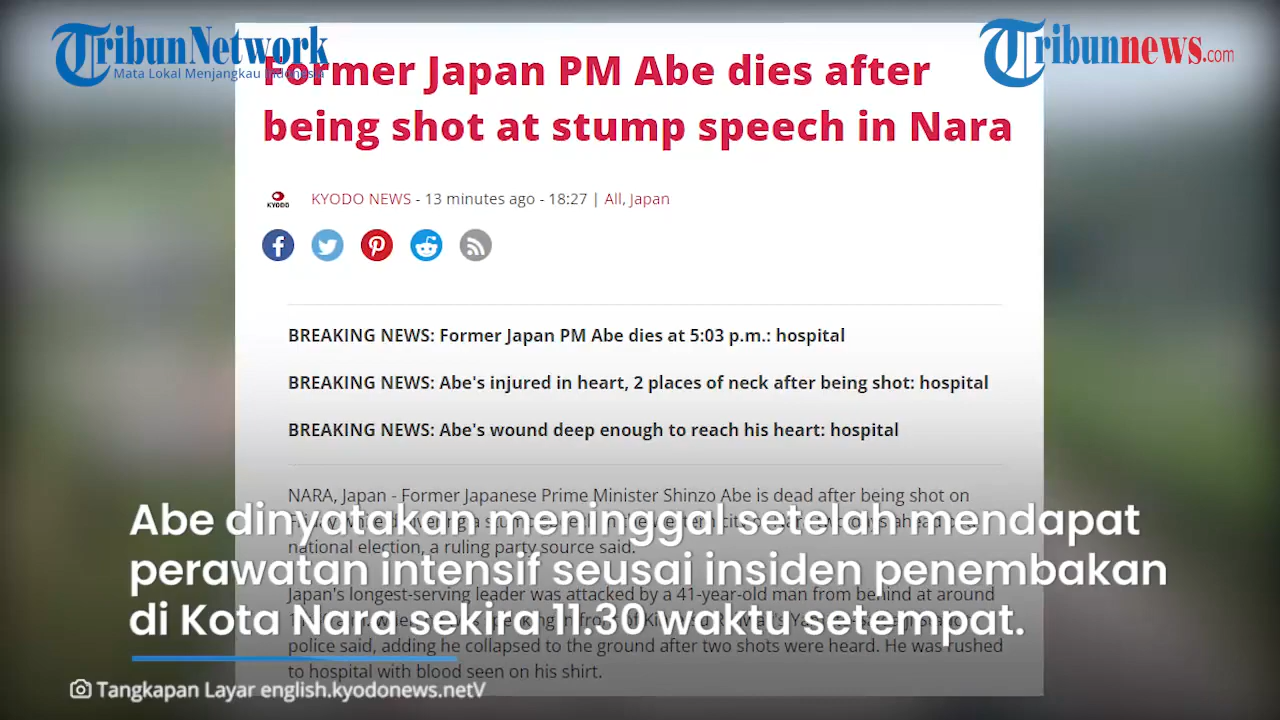 TribunNetwork
Mata Lokal Menjangkau Indonesia
Tribunnews.com
Former Japan PM Abe dies after
being shot at stump speech in Nara
KYODO
KYODO NEWS - 13 minutes ago - 18:27 | All, Japan
BREAKING NEWS: Former Japan PM Abe dies at 5:03 p.m.: hospital
BREAKING NEWS: Abe's injured in heart, 2 places of neck after being shot: hospital
BREAKING NEWS: Abe's wound deep enough to reach his heart: hospital
NARA, Japan - Former Japanese Prime Minister Shinzo Abe is dead after being shot on
national election, a ruling party source said.
Abe dinyatakan meninggal setelah mendapat
perawatan intensif seusai insiden penembakan
di Kota Nara sekira 11.30 waktu setempat.
Japan's longest-serving leader was attacked by a 41-year-old man from behind at around
police said, adding he collapsed to the ground after two shots were heard. He was rushed
to hospital with blood seen on his shirt.
Tangkapan Layar english.kyodonews.netV